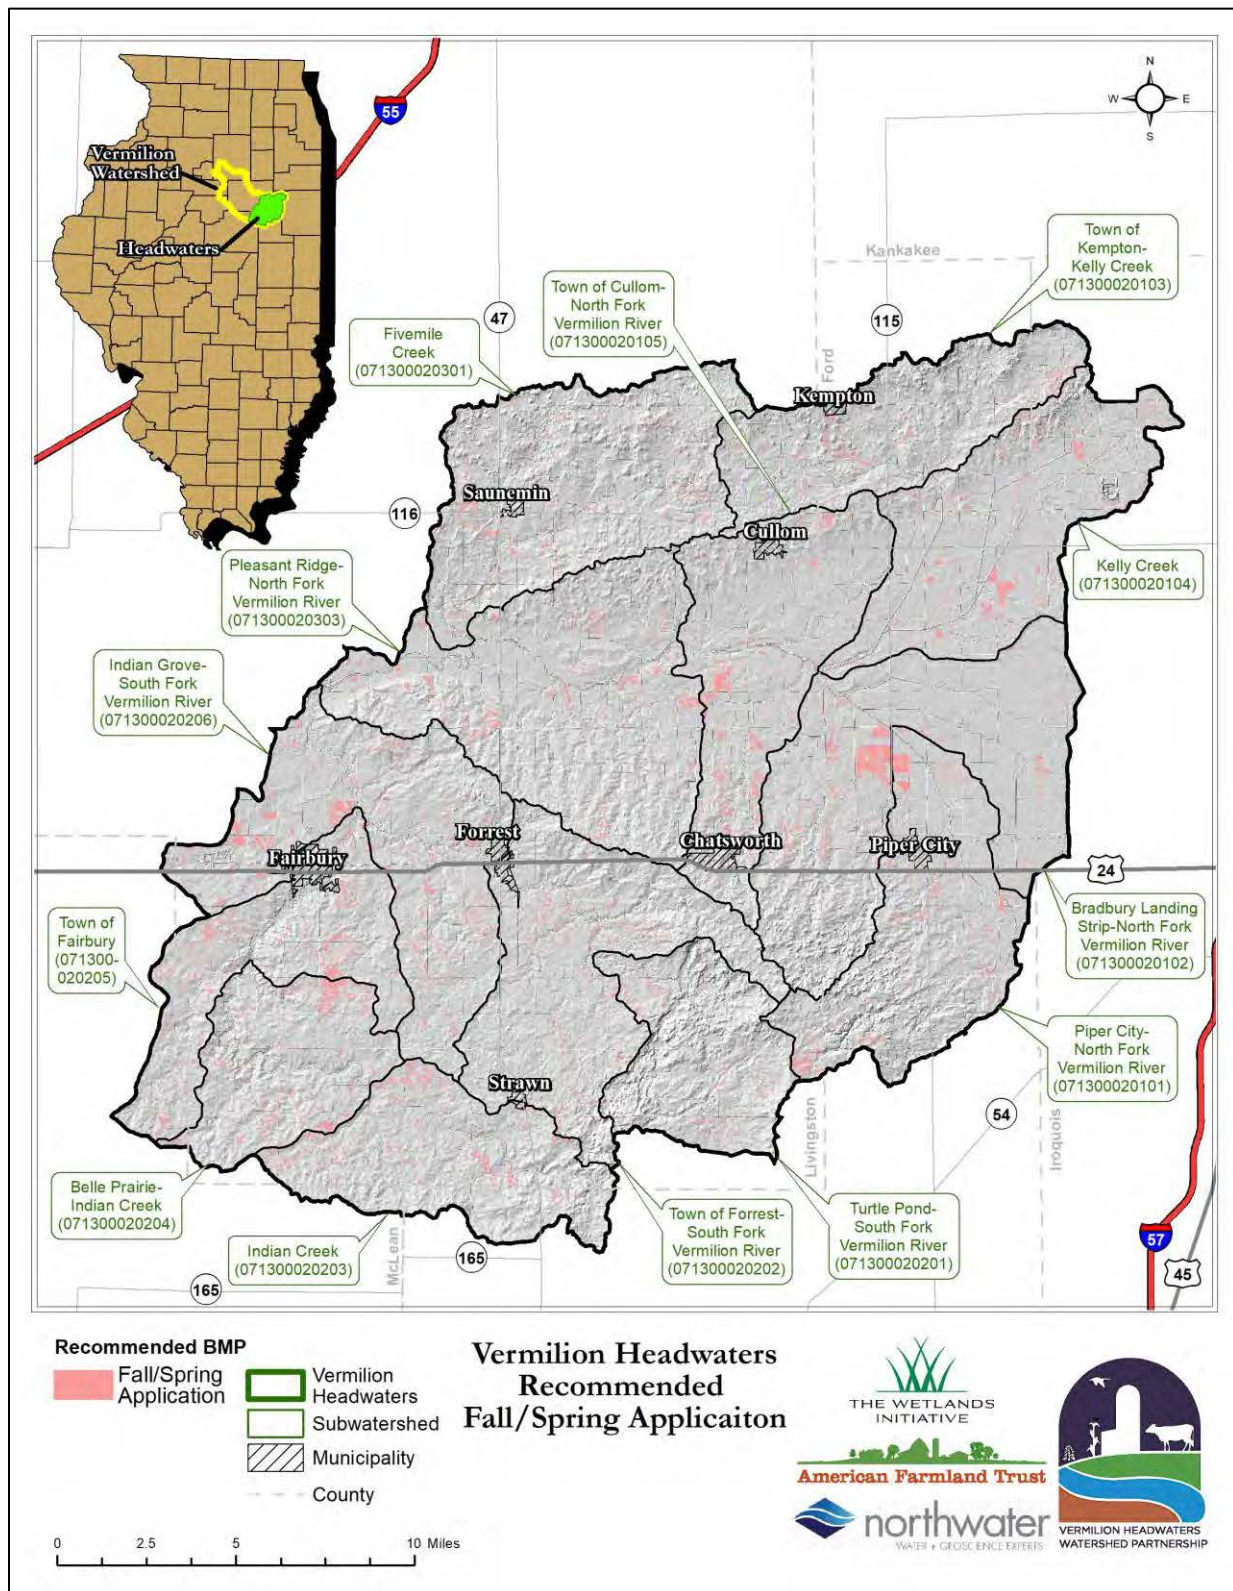 55
N
W
E
S
Vermilion
Watershed
Headwaters
Kankakee
Town of
Kempton-
Kelly Creek
(071300020103)
Town of Cullom-
North Fork
Vermilion River
(071300020105)
47
115
Fivemile
Creek
(071300020301)
Ford
Kempton
Saunemin
116
Cullom
Pleasant Ridge-
North Fork
Vermilion River
(071300020303)
Kelly Creek
(071300020104)
Indian Grove-
South Fork
Vermilion River
(071300020206)
Forrest
Chatsworth
Piper City
Fairbury
24
Town of
Fairbury
(071300-
020205)
Bradbury Landing
Strip-North Fork
Vermilion River
(071300020102)
Piper City-
North Fork
Vermilion River
(071300020101)
Strawn
54
Livingston
Iroquois
Belle Prairie-
Indian Creek
(071300020204)
Indian Creek
(071300020203)
McLean
165
165
Town of Forrest-
South Fork
Vermilion River
(071300020202)
Turtle Pond-
South Fork
Vermilion River
(071300020201)
57
45
Recommended BMP
Fall/Spring
Application
Vermilion
Headwaters
Subwatershed
Municipality
County
Vermilion Headwaters
Recommended
Fall/Spring Applicaiton
THE WETLANDS
INITIATIVE
American Farmland Trust
northwater
WATER + GEOSCIENCE EXPERTS
VERMILION HEADWATERS
WATERSHED PARTNERSHIP
0 2.5 5 10 Miles